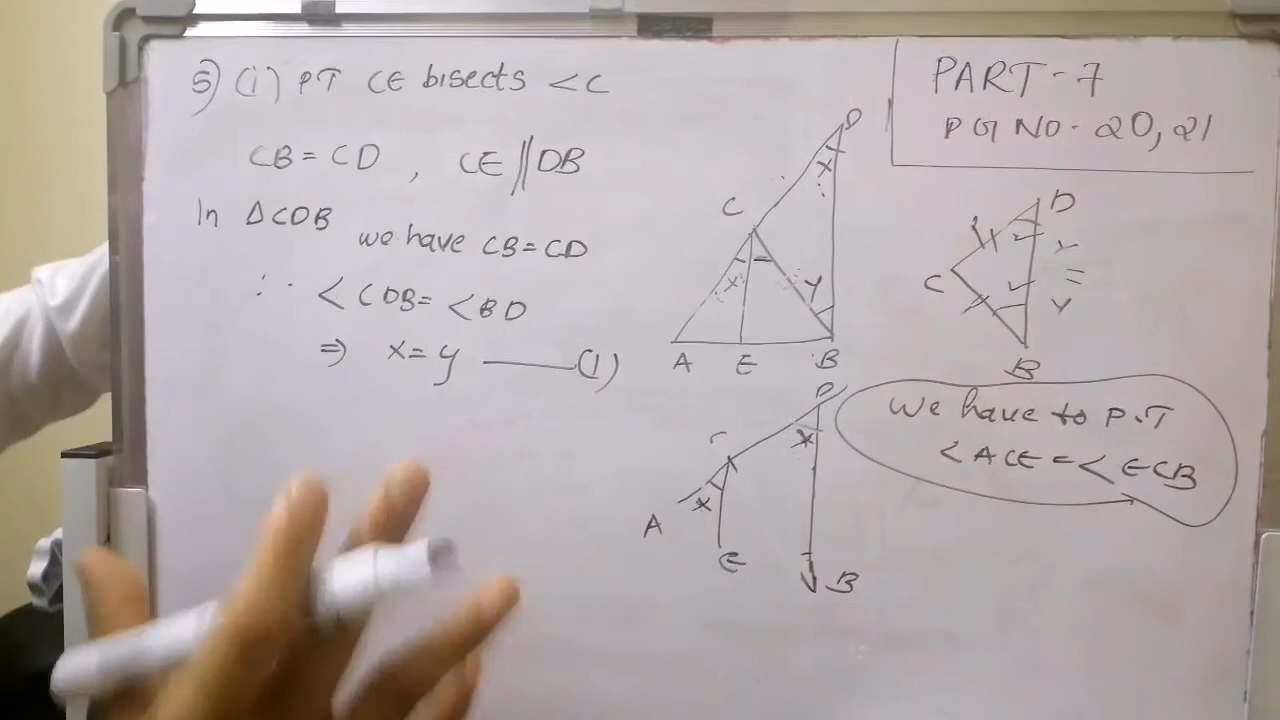 5) (1) PT CE bisects <C
CB = CD , CE // DB
In ΔCDB we have CB = CD
∴ <CDB = <BD
⇒ x = y ——— (1)
PART-7
PG NO- 20, 21
D
x
C
x
y
A E B
D
C
y
=
y
B
D
x
C
x
A
E
B
We have to P.T
<ACE = <ECB